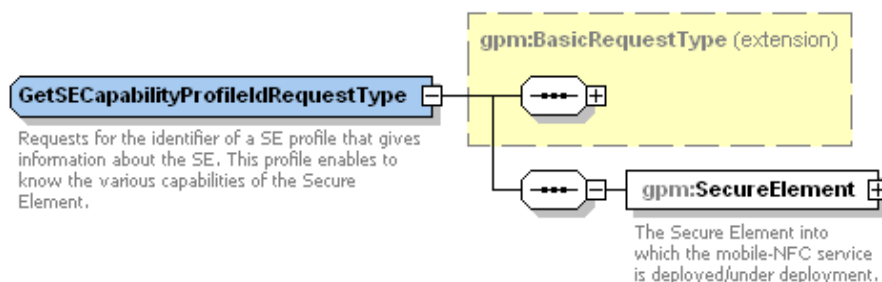 gpm:BasicRequestType (extension)
GetSECapabilityProfileIdRequestType
Requests for the identifier of a SE profile that gives
information about the SE. This profile enables to
know the various capabilities of the Secure
Element.
gpm:SecureElement
The Secure Element into
which the mobile-NFC service
is deployed/under deployment.